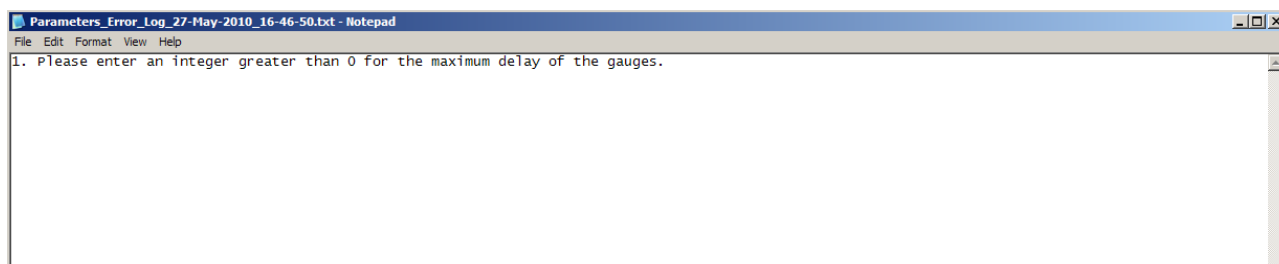 Parameters_Error_Log_27-May-2010_16-46-50.txt - Notepad
File Edit Format View Help
1. Please enter an integer greater than 0 for the maximum delay of the gauges.